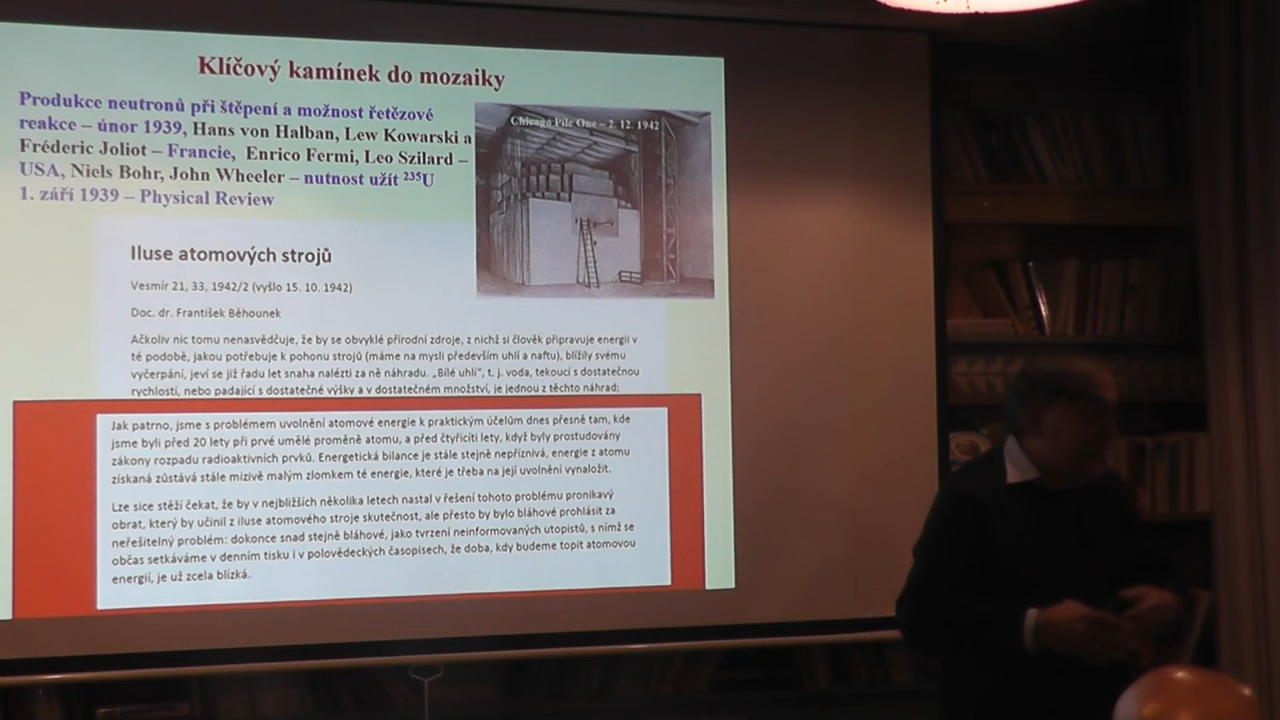 Klíčový kamínek do mozaiky
Produkce neutronů při štěpení a možnost řetězové
reakce – únor 1939, Hans von Halban, Lew Kowarski a
Fréderic Joliot – Francie, Enrico Fermi, Leo Szilard –
USA, Niels Bohr, John Wheeler – nutnost užít ²³⁵U
1. září 1939 – Physical Review
Chicago Pile One – 2. 12. 1942
Iluse atomových strojů
Vesmír 21, 33, 1942/2 (vyšlo 15. 10. 1942)
Doc. dr. František Běhounek
Ačkoliv nic tomu nenasvědčuje, že by se obvyklé přírodní zdroje, z nichž si člověk připravuje energii v
té podobě, jakou potřebuje k pohonu strojů (máme na mysli především uhlí a naftu), blížily svému
vyčerpání, jeví se již řadu let snaha nalézti za ně náhradu. „Bílé uhlí", t. j. voda, tekoucí s dostatečnou
rychlostí, nebo padající s dostatečné výšky a v dostatečném množství, je jednou z těchto náhrad;
Jak patrno, jsme s problémem uvolnění atomové energie k praktickým účelům dnes přesně tam, kde
jsme byli před 20 lety při prvé umělé proměně atomu, a před čtyřicíti lety, když byly prostudovány
zákony rozpadu radioaktivních prvků. Energetická bilance je stále stejně nepříznivá, energie z atomu
získaná zůstává stále mizivě malým zlomkem té energie, které je třeba na její uvolnění vynaložit.
Lze sice stěží čekat, že by v nejbližších několika letech nastal v řešení tohoto problému pronikavý
obrat, který by učinil z iluse atomového stroje skutečnost, ale přesto by bylo bláhové prohlásit za
neřešitelný problém: dokonce snad stejně bláhové, jako tvrzení neinformovaných utopistů, s nímž se
občas setkáváme v denním tisku i v polovědeckých časopisech, že doba, kdy budeme topit atomovou
energií, je už zcela blízká.